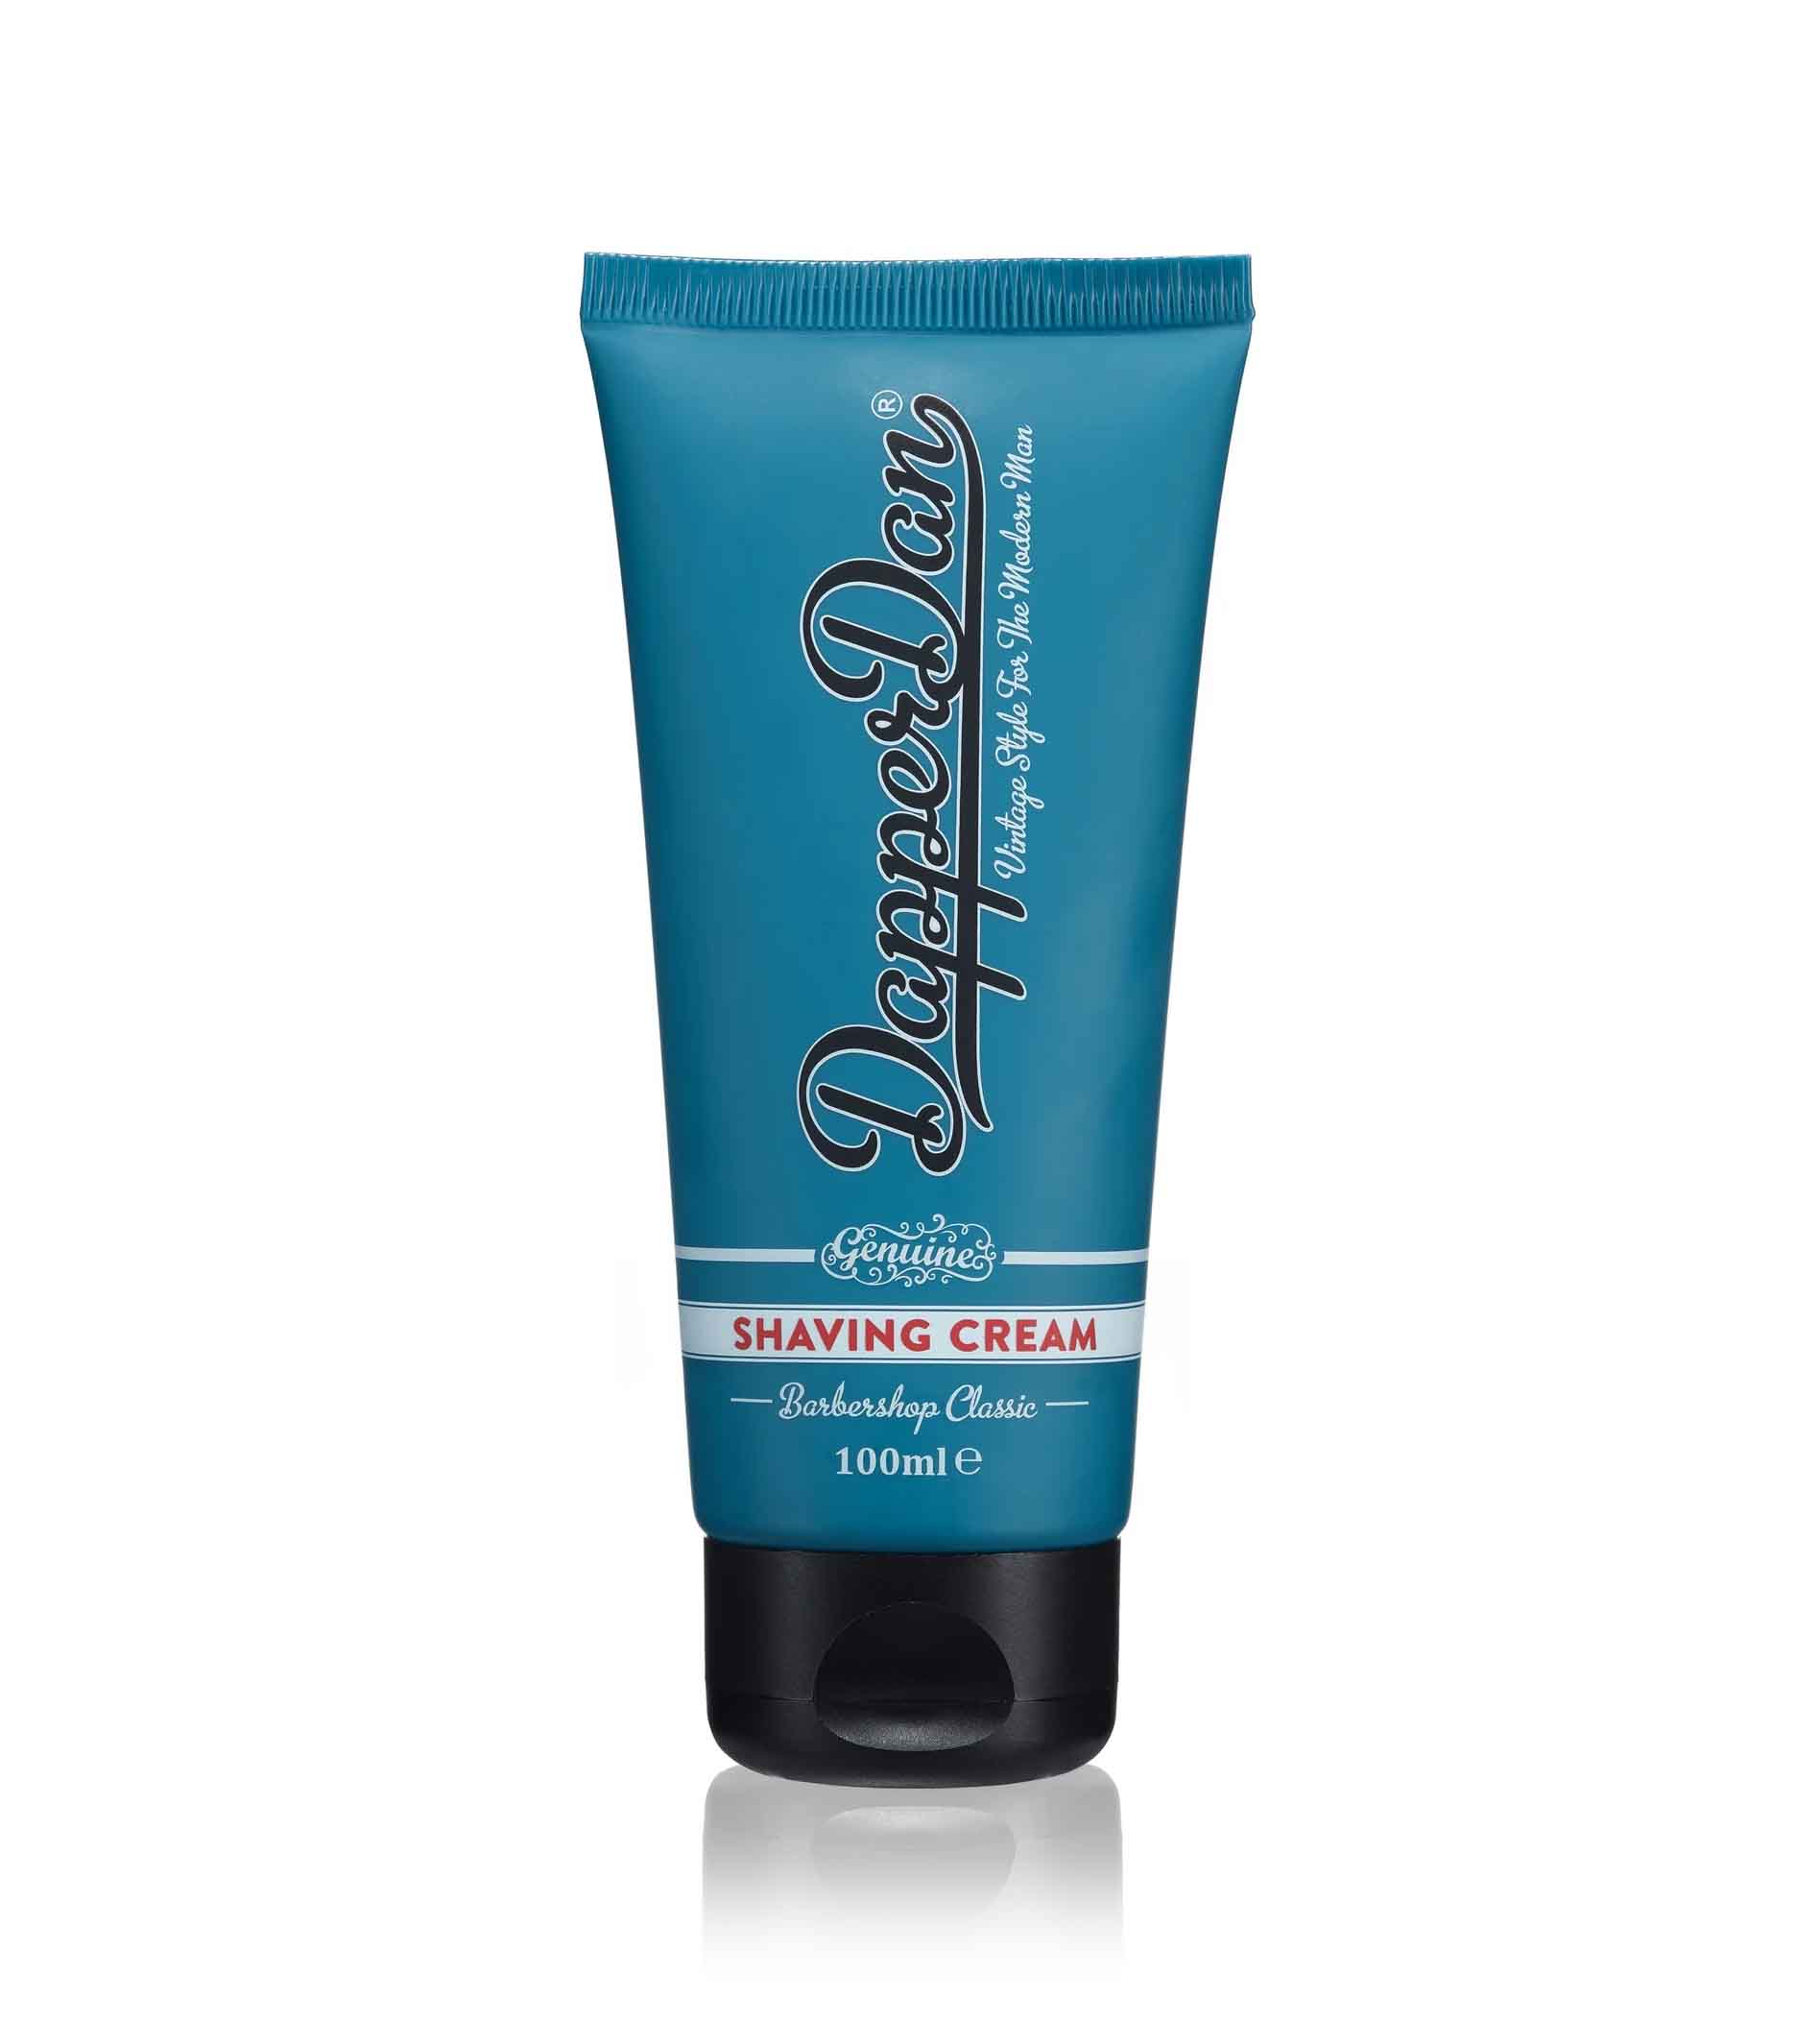 DapperDan®
Vintage Style For The Modern Man
Genuine
SHAVING CREAM
Barbershop Classic
100ml ℮